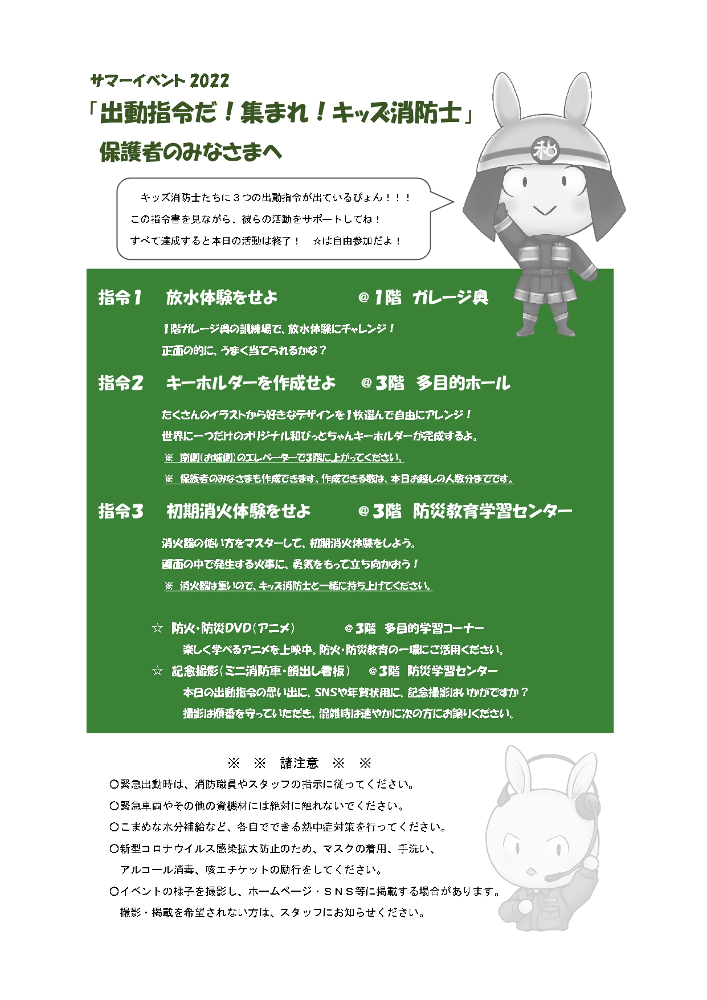 サマーイベント 2022
「出動指令だ！集まれ！キッズ消防士」
保護者のみなさまへ
和
キッズ消防士たちに３つの出動指令が出ているぴょん！！！
この指令書を見ながら、彼らの活動をサポートしてね！
すべて達成すると本日の活動は終了！　☆は自由参加だよ！
指令1　放水体験をせよ　@ 1階　ガレージ奥
1階ガレージ奥の訓練場で、放水体験にチャレンジ！
正面の的に、うまく当てられるかな？
指令2　キーホルダーを作成せよ　@ 3階　多目的ホール
たくさんのイラストから好きなデザインを1枚選んで自由にアレンジ！
世界に一つだけのオリジナル和ぴっとちゃんキーホルダーが完成するよ。
※　南側(お城側)のエレベーターで3階に上がってください。
※　保護者のみなさまも作成できます。作成できる数は、本日お越しの人数分までです。
指令3　初期消火体験をせよ　@ 3階　防災教育学習センター
消火器の使い方をマスターして、初期消火体験をしよう。
画面の中で発生する火事に、勇気をもって立ち向かおう！
※　消火器は重いので、キッズ消防士と一緒に持ち上げてください。
☆　防火・防災DVD(アニメ)　@ 3階　多目的学習コーナー
楽しく学べるアニメを上映中。防火・防災教育の一環にご活用ください。
☆　記念撮影(ミニ消防車・顔出し看板)　@ 3階　防災学習センター
本日の出動指令の思い出に、SNSや年賀状用に、記念撮影はいかがですか？
撮影は順番を守っていただき、混雑時は速やかに次の方にお譲りください。
※　※　諸注意　※　※
〇緊急出動時は、消防職員やスタッフの指示に従ってください。
〇緊急車両やその他の資機材には絶対に触れないでください。
〇こまめな水分補給など、各自でできる熱中症対策を行ってください。
〇新型コロナウイルス感染拡大防止のため、マスクの着用、手洗い、
アルコール消毒、咳エチケットの励行をしてください。
〇イベントの様子を撮影し、ホームページ・ＳＮＳ等に掲載する場合があります。
撮影・掲載を希望されない方は、スタッフにお知らせください。